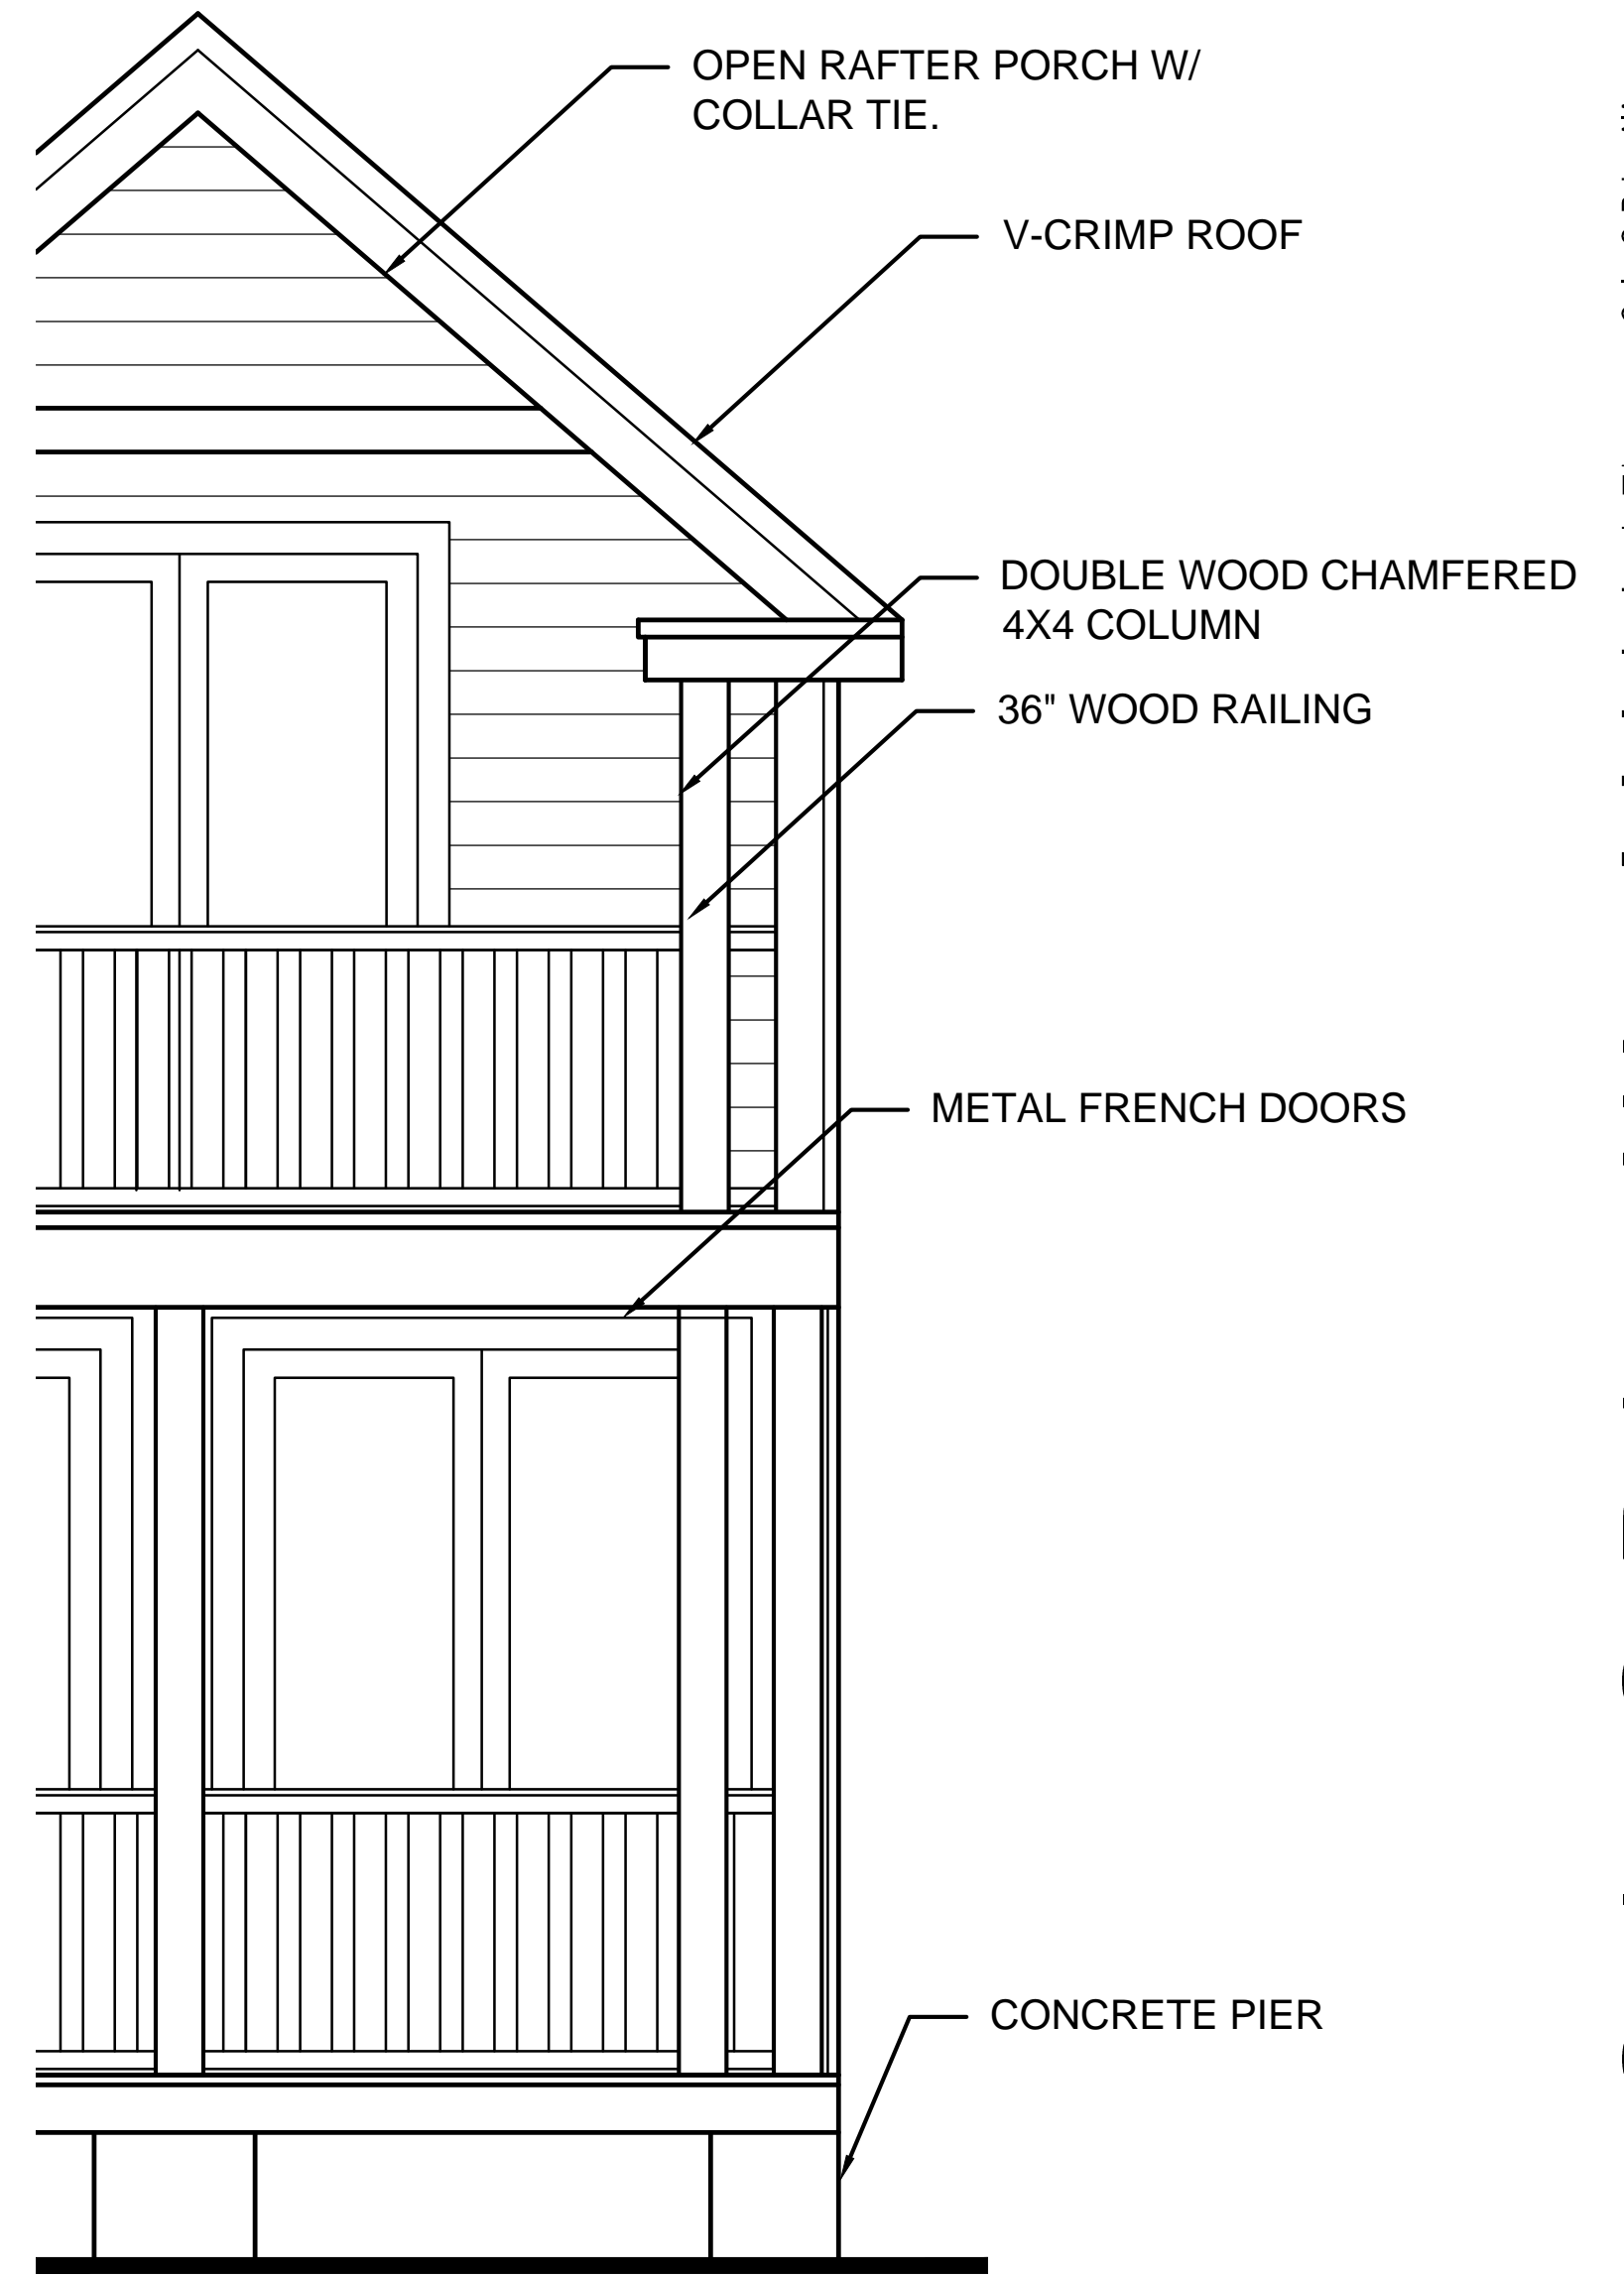 OPEN RAFTER PORCH W/
COLLAR TIE.
V-CRIMP ROOF
DOUBLE WOOD CHAMFERED
4X4 COLUMN
36" WOOD RAILING
METAL FRENCH DOORS
CONCRETE PIER